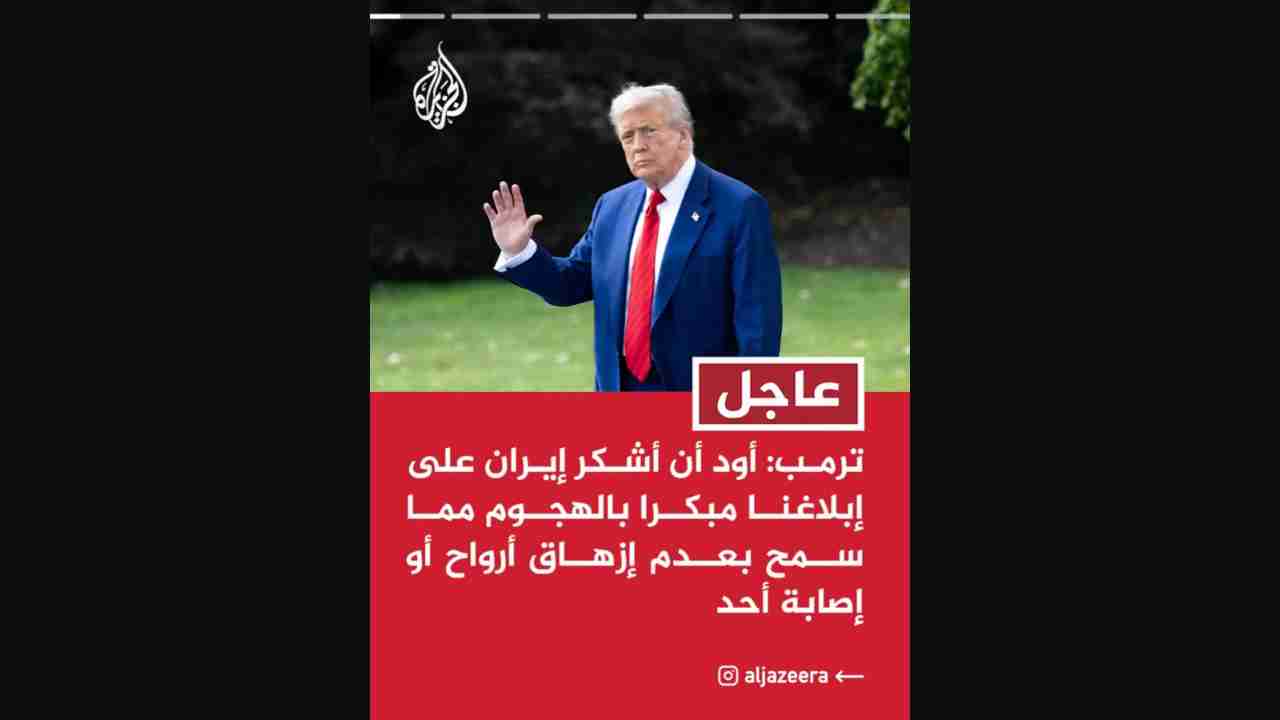 الجزيرة
عاجل
ترمب: أود أن أشكر إيران على
إبلاغنا مبكرا بالهجوم مما
سمح بعدم إزهاق أرواح أو
إصابة أحد
aljazeera